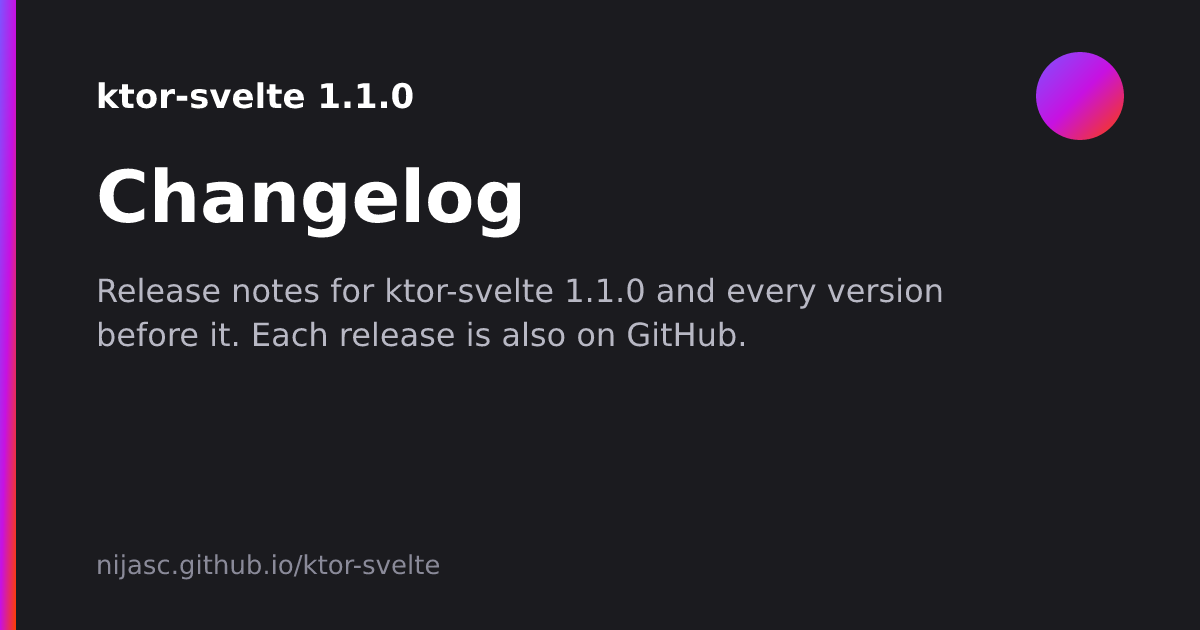 ktor-svelte 1.1.0
Changelog
Release notes for ktor-svelte 1.1.0 and every version
before it. Each release is also on GitHub.
nijasc.github.io/ktor-svelte